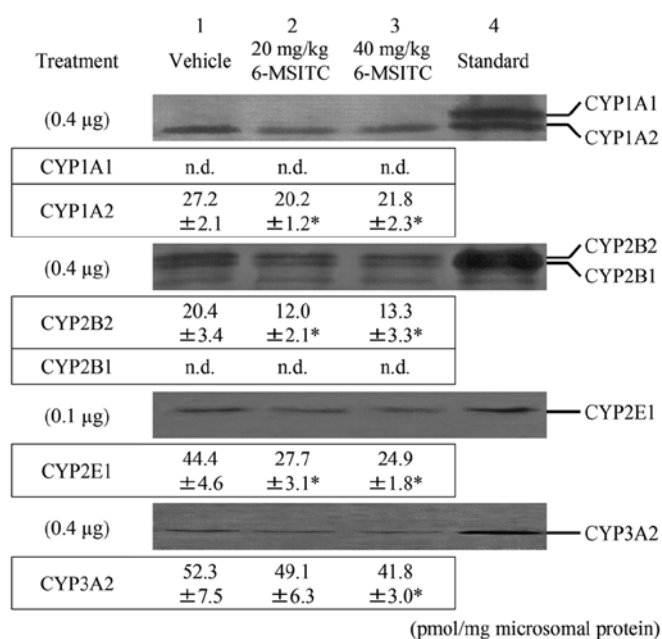 1 2 3 4
Treatment Vehicle 20 mg/kg 6-MSITC 40 mg/kg 6-MSITC Standard
(0.4 μg) CYP1A1
CYP1A2
CYP1A1 n.d. n.d. n.d.
CYP1A2 27.2 20.2 21.8
±2.1 ±1.2* ±2.3*
(0.4 μg) CYP2B2
CYP2B1
CYP2B2 20.4 12.0 13.3
±3.4 ±2.1* ±3.3*
CYP2B1 n.d. n.d. n.d.
(0.1 μg) CYP2E1
CYP2E1 44.4 27.7 24.9
±4.6 ±3.1* ±1.8*
(0.4 μg) CYP3A2
CYP3A2 52.3 49.1 41.8
±7.5 ±6.3 ±3.0*
(pmol/mg microsomal protein)